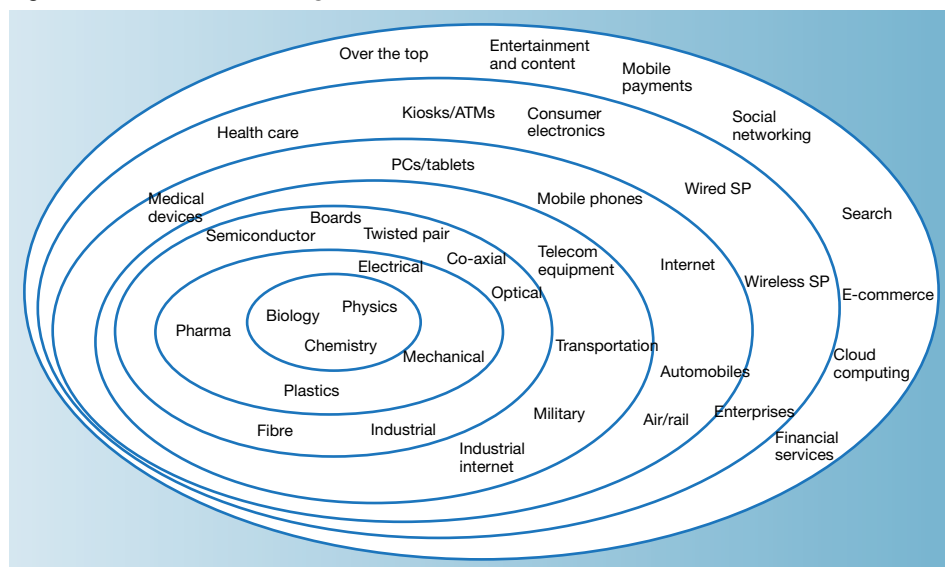 Over the top
Entertainment
and content
Mobile
payments
Kiosks/ATMs
Consumer
electronics
Social
networking
Health care
PCs/tablets
Wired SP
Mobile phones
Medical
devices
Search
Boards
Semiconductor
Twisted pair
Telecom
equipment
Co-axial
Electrical
Internet
Wireless SP
E-commerce
Optical
Physics
Biology
Pharma
Chemistry
Transportation
Mechanical
Cloud
computing
Automobiles
Plastics
Military
Enterprises
Air/rail
Fibre
Industrial
Financial
services
Industrial
internet